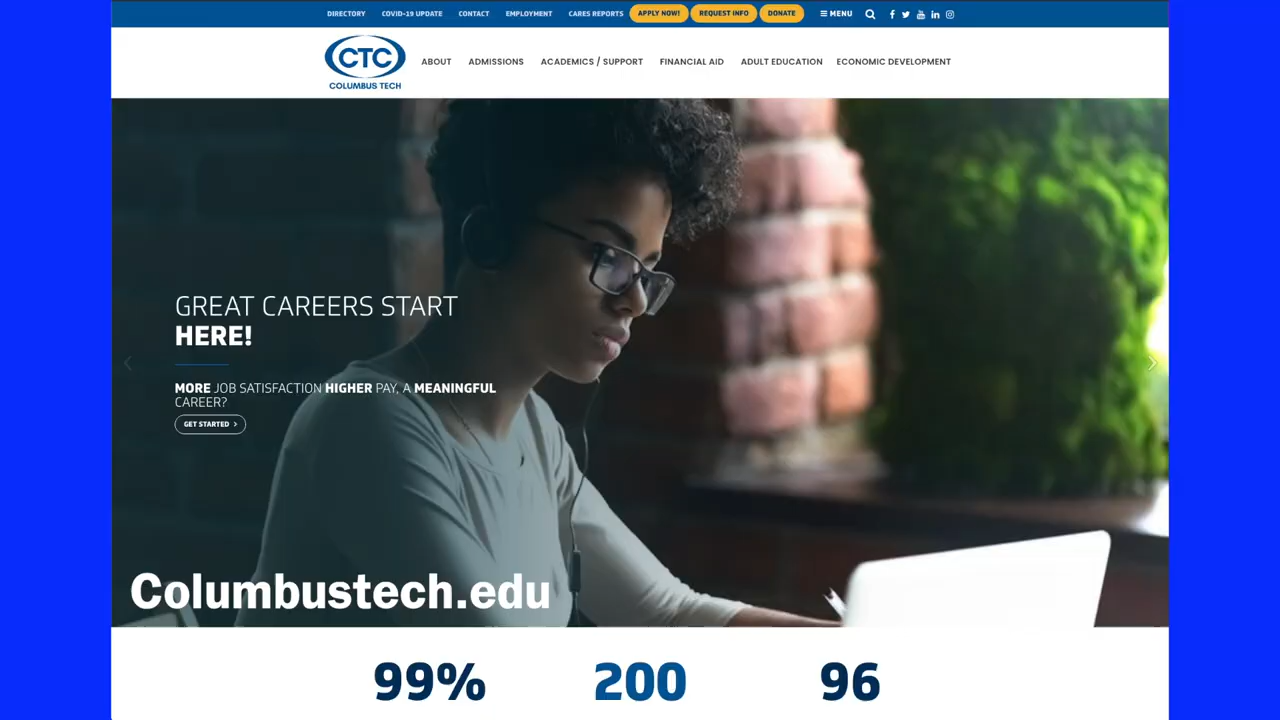 DIRECTORY COVID-19 UPDATE CONTACT EMPLOYMENT CARES REPORTS APPLY NOW! REQUEST INFO DONATE MENU
CTC
COLUMBUS TECH
ABOUT ADMISSIONS ACADEMICS / SUPPORT FINANCIAL AID ADULT EDUCATION ECONOMIC DEVELOPMENT
GREAT CAREERS START
HERE!
MORE JOB SATISFACTION HIGHER PAY, A MEANINGFUL
CAREER?
GET STARTED >
Columbustech.edu
99% 200 96